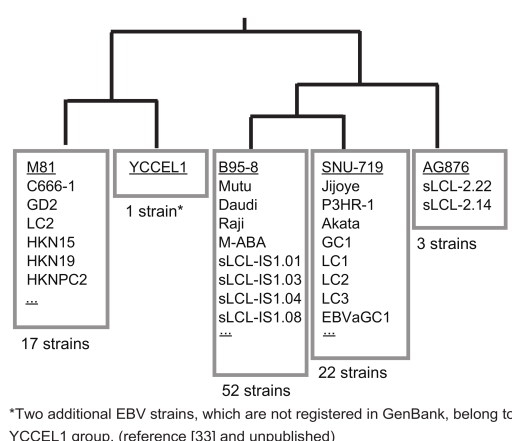 M81
C666-1
GD2
LC2
HKN15
HKN19
HKNPC2
...
17 strains
YCCEL1
1 strain*
B95-8
Mutu
Daudi
Raji
M-ABA
sLCL-IS1.01
sLCL-IS1.03
sLCL-IS1.04
sLCL-IS1.08
...
52 strains
SNU-719
Jijoye
P3HR-1
Akata
GC1
LC1
LC2
LC3
EBVaGC1
...
22 strains
AG876
sLCL-2.22
sLCL-2.14
3 strains
*Two additional EBV strains, which are not registered in GenBank, belong to
YCCEL1 group. (reference [33] and unpublished)